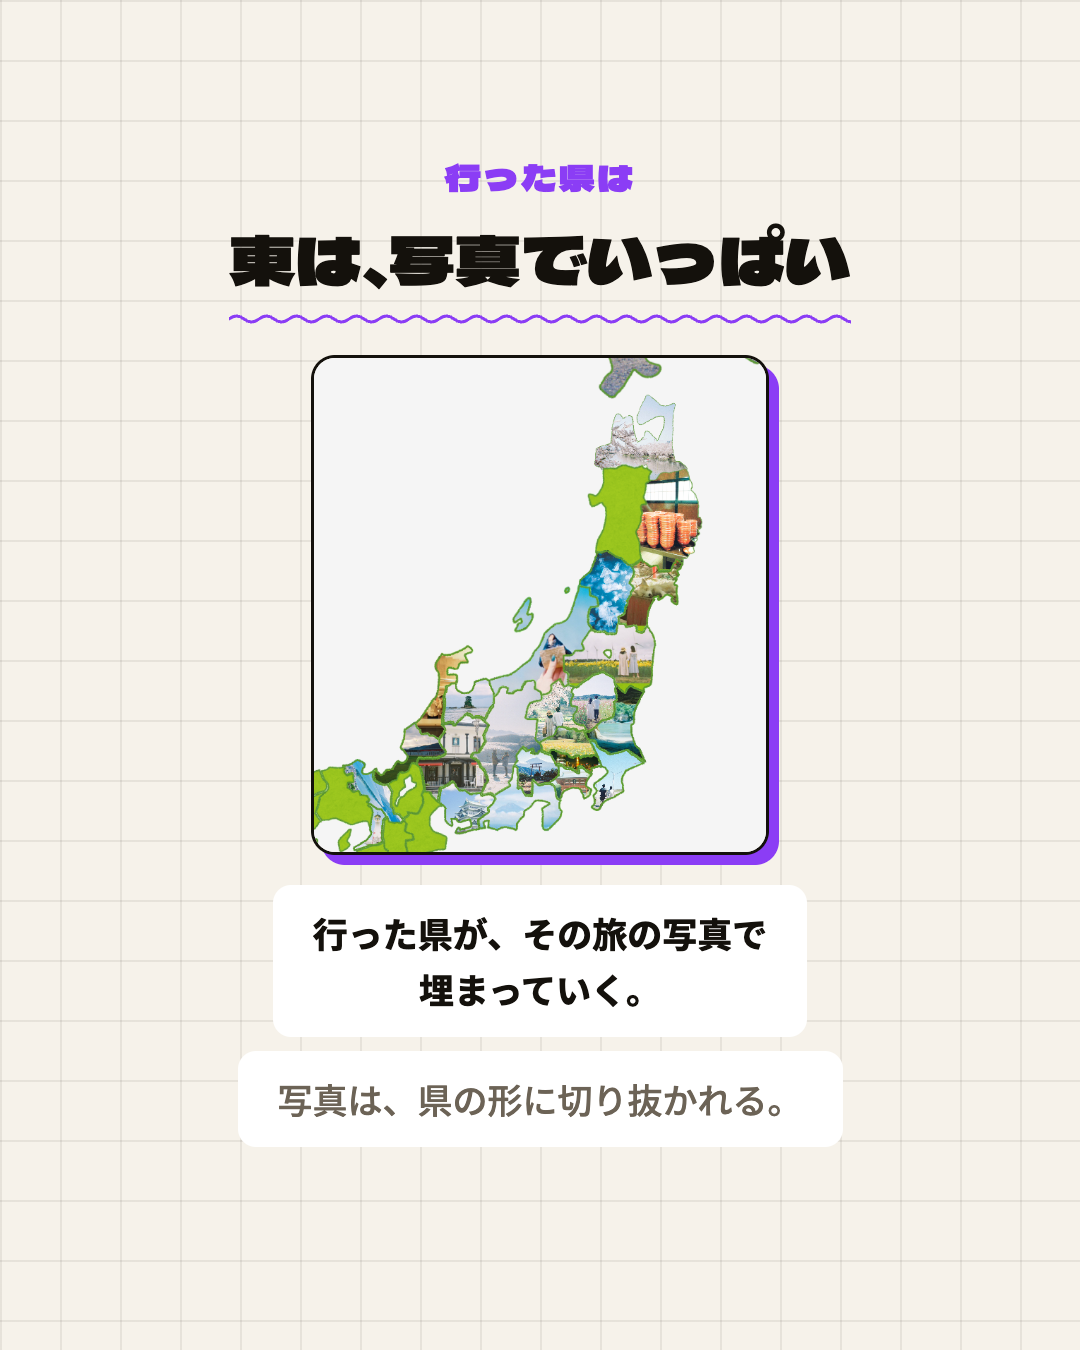 行った県は
東は、写真でいっぱい
行った県が、その旅の写真で
埋まっていく。
写真は、県の形に切り抜かれる。